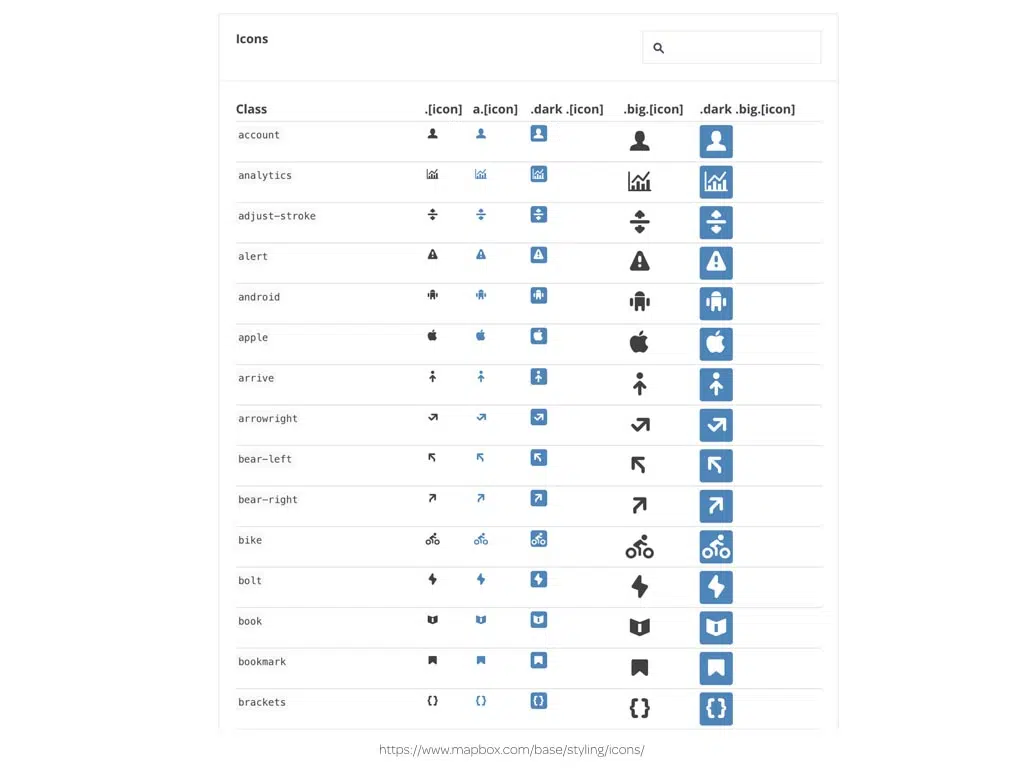 Icons
Class .[icon] a.[icon] .dark .[icon] .big.[icon] .dark .big.[icon]
account
analytics
adjust-stroke
alert
android
apple
arrive
arrowright
bear-left
bear-right
bike
bolt
book
bookmark
brackets
https://www.mapbox.com/base/styling/icons/